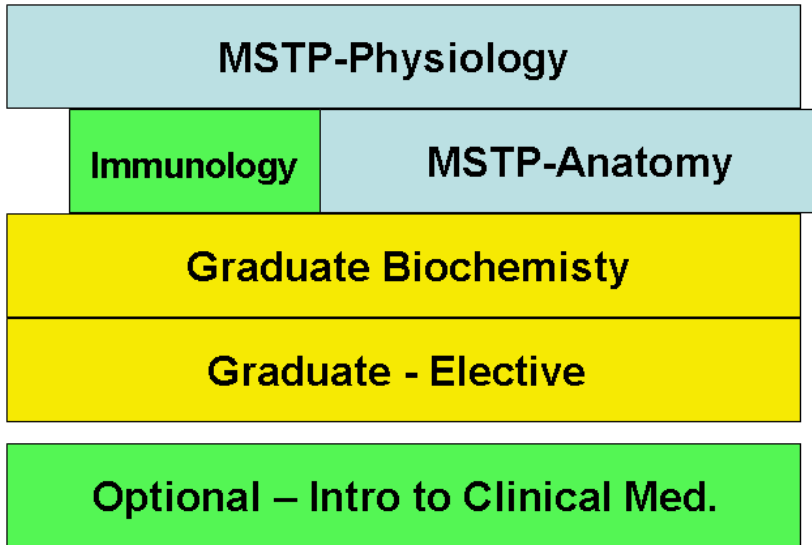 MSTP-Physiology
Immunology
MSTP-Anatomy
Graduate Biochemisty
Graduate - Elective
Optional – Intro to Clinical Med.